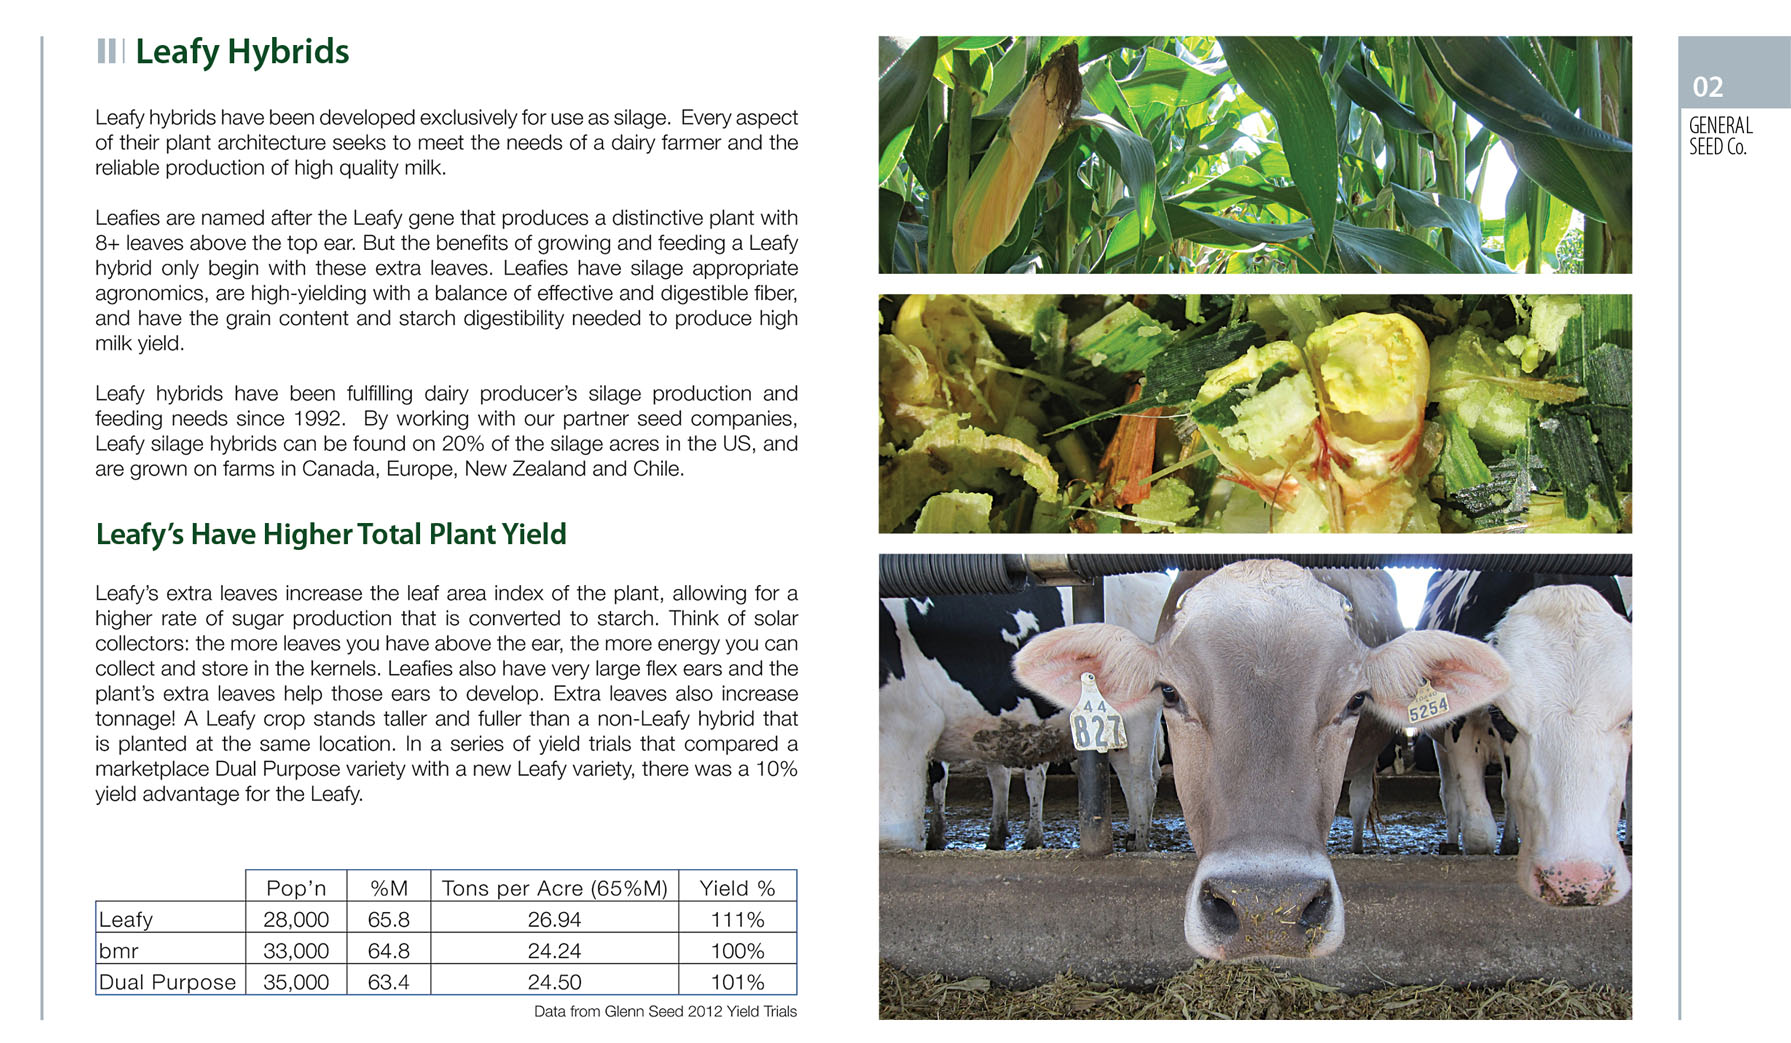 Leafy Hybrids
Leafy hybrids have been developed exclusively for use as silage. Every aspect
of their plant architecture seeks to meet the needs of a dairy farmer and the
reliable production of high quality milk.
Leafies are named after the Leafy gene that produces a distinctive plant with
8+ leaves above the top ear. But the benefits of growing and feeding a Leafy
hybrid only begin with these extra leaves. Leafies have silage appropriate
agronomics, are high-yielding with a balance of effective and digestible fiber,
and have the grain content and starch digestibility needed to produce high
milk yield.
Leafy hybrids have been fulfilling dairy producer's silage production and
feeding needs since 1992. By working with our partner seed companies,
Leafy silage hybrids can be found on 20% of the silage acres in the US, and
are grown on farms in Canada, Europe, New Zealand and Chile.
Leafy's Have Higher Total Plant Yield
Leafy's extra leaves increase the leaf area index of the plant, allowing for a
higher rate of sugar production that is converted to starch. Think of solar
collectors: the more leaves you have above the ear, the more energy you can
collect and store in the kernels. Leafies also have very large flex ears and the
plant's extra leaves help those ears to develop. Extra leaves also increase
tonnage! A Leafy crop stands taller and fuller than a non-Leafy hybrid that
is planted at the same location. In a series of yield trials that compared a
marketplace Dual Purpose variety with a new Leafy variety, there was a 10%
yield advantage for the Leafy.
Pop'n %M Tons per Acre (65%M) Yield %
Leafy 28,000 65.8 26.94 111%
bmr 33,000 64.8 24.24 100%
Dual Purpose 35,000 63.4 24.50 101%
Data from Glenn Seed 2012 Yield Trials
44
827
5254
02
GENERAL
SEED Co.